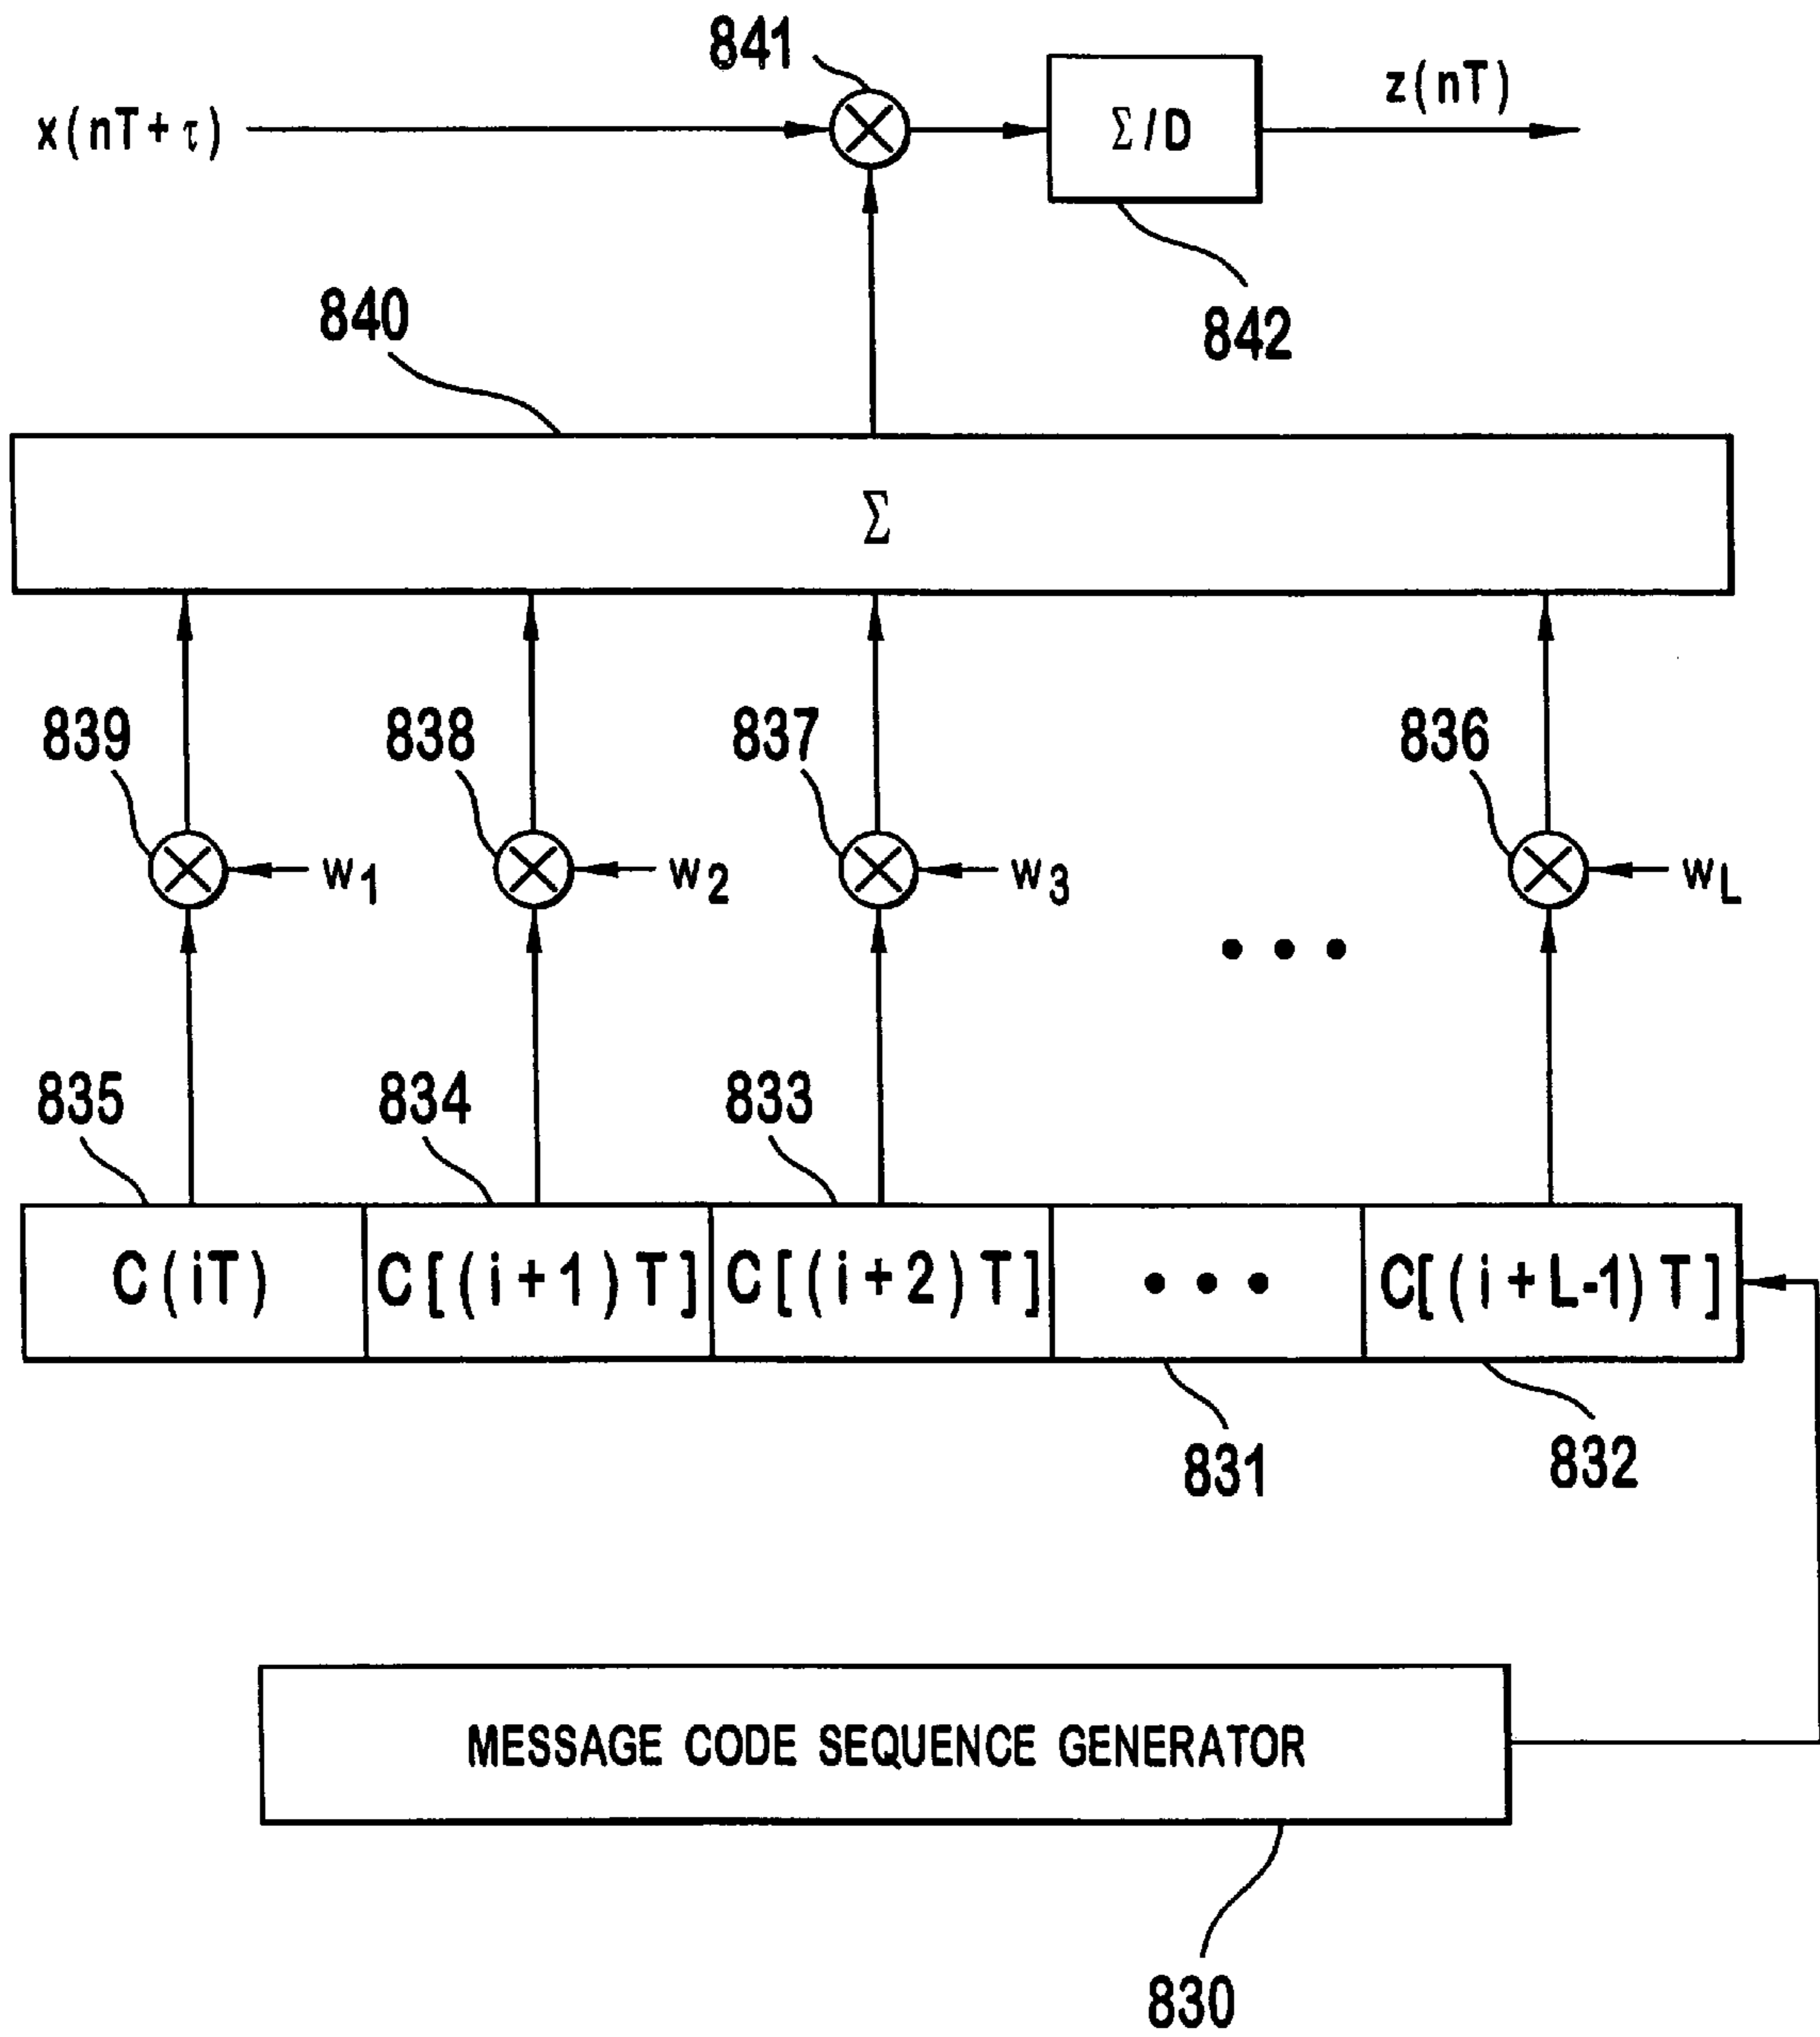 841
x(nT+τ)
Σ/D
z(nT)
840
842
Σ
839
838
837
836
w1
w2
w3
wL
• • •
835
834
833
C(iT)
C[(i+1)T]
C[(i+2)T]
• • •
C[(i+L-1)T]
831
832
MESSAGE CODE SEQUENCE GENERATOR
830